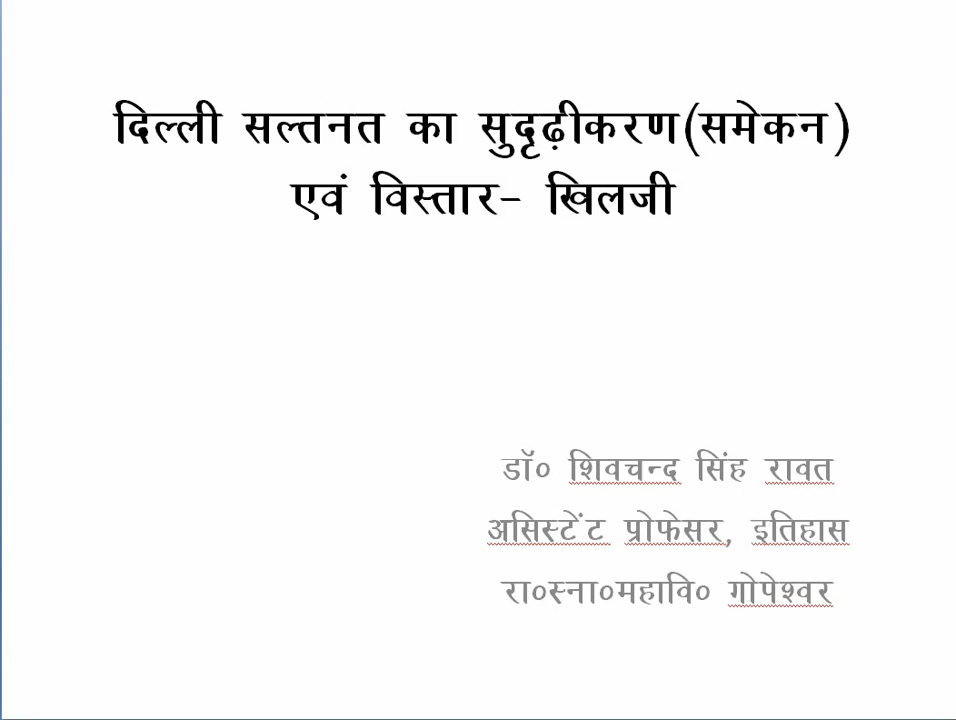 दिल्ली सल्तनत का सुदृढ़ीकरण(समेकन)
एवं विस्तार- खिलजी
डॉ० शिवचन्द सिंह रावत
असिस्टेंट प्रोफेसर, इतिहास
रा०स्ना०महावि० गोपेश्वर